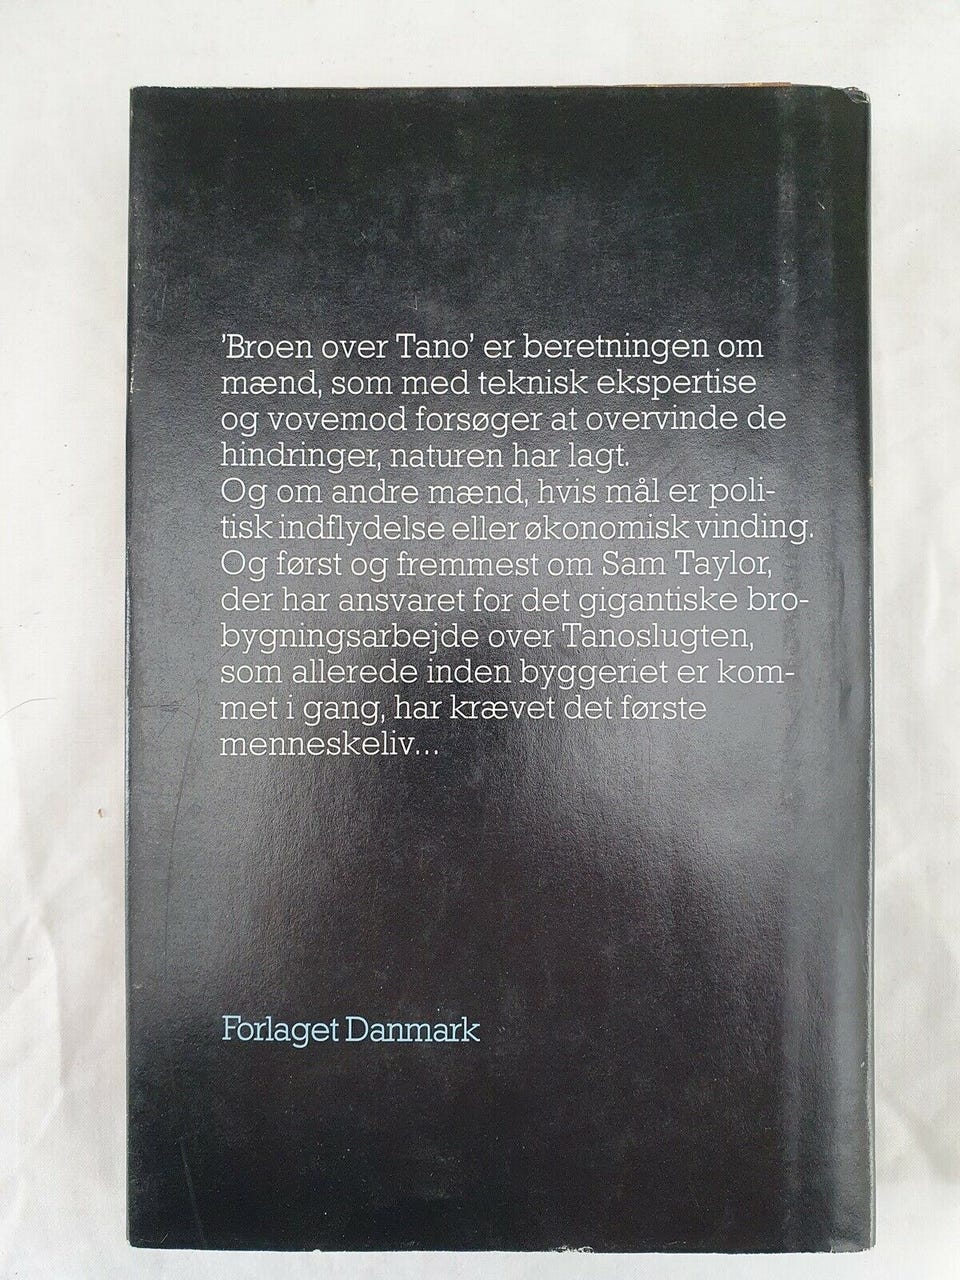 'Broen over Tano' er beretningen om
mænd, som med teknisk ekspertise
og vovemod forsøger at overvinde de
hindringer, naturen har lagt.
Og om andre mænd, hvis mål er poli-
tisk indflydelse eller økonomisk vinding.
Og først og fremmest om Sam Taylor,
der har ansvaret for det gigantiske bro-
bygningsarbejde over Tanoslugten,
som allerede inden byggeriet er kom-
met i gang, har krævet det første
menneskeliv...
Forlaget Danmark